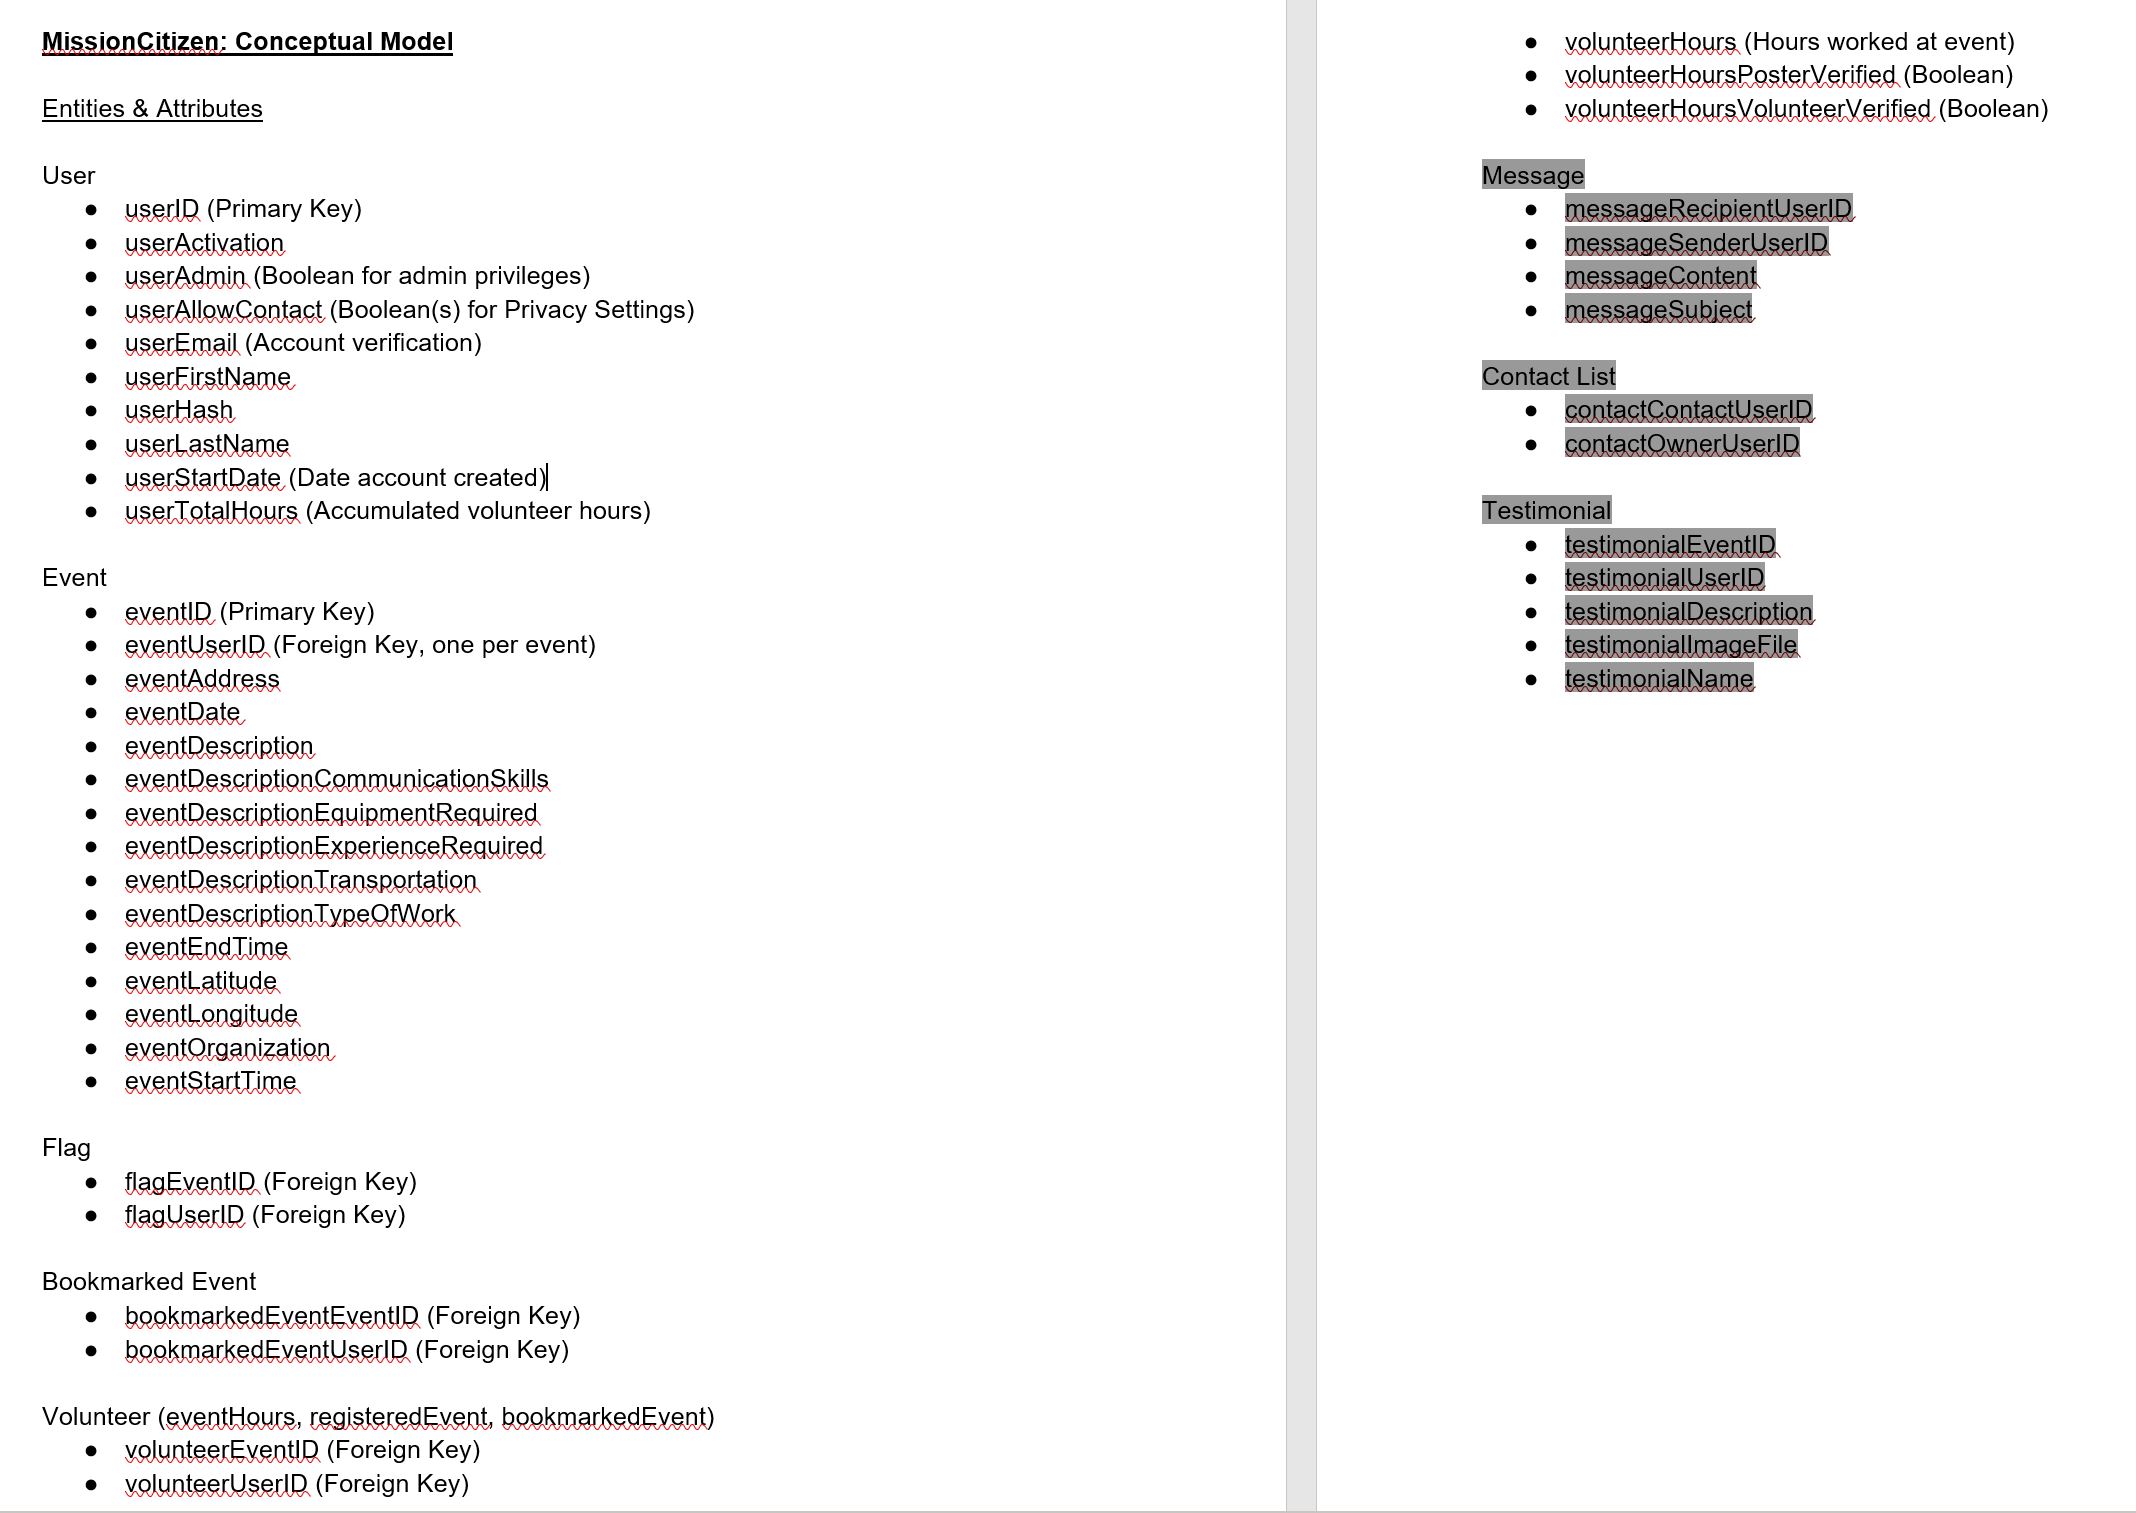 MissionCitizen: Conceptual Model
Entities & Attributes
User
● userID (Primary Key)
● userActivation
● userAdmin (Boolean for admin privileges)
● userAllowContact (Boolean(s) for Privacy Settings)
● userEmail (Account verification)
● userFirstName
● userHash
● userLastName
● userStartDate (Date account created)
● userTotalHours (Accumulated volunteer hours)
Event
● eventID (Primary Key)
● eventUserID (Foreign Key, one per event)
● eventAddress
● eventDate
● eventDescription
● eventDescriptionCommunicationSkills
● eventDescriptionEquipmentRequired
● eventDescriptionExperienceRequired
● eventDescriptionTransportation
● eventDescriptionTypeOfWork
● eventEndTime
● eventLatitude
● eventLongitude
● eventOrganization
● eventStartTime
Flag
● flagEventID (Foreign Key)
● flagUserID (Foreign Key)
Bookmarked Event
● bookmarkedEventEventID (Foreign Key)
● bookmarkedEventUserID (Foreign Key)
Volunteer (eventHours, registeredEvent, bookmarkedEvent)
● volunteerEventID (Foreign Key)
● volunteerUserID (Foreign Key)
● volunteerHours (Hours worked at event)
● volunteerHoursPosterVerified (Boolean)
● volunteerHoursVolunteerVerified (Boolean)
Message
● messageRecipientUserID
● messageSenderUserID
● messageContent
● messageSubject
Contact List
● contactContactUserID
● contactOwnerUserID
Testimonial
● testimonialEventID
● testimonialUserID
● testimonialDescription
● testimonialImageFile
● testimonialName